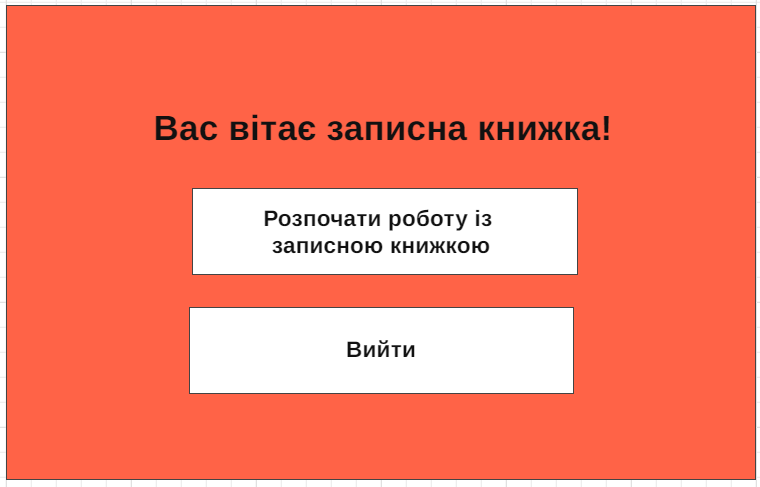 Вас вітає записна книжка!
Розпочати роботу із
записною книжкою
Вийти